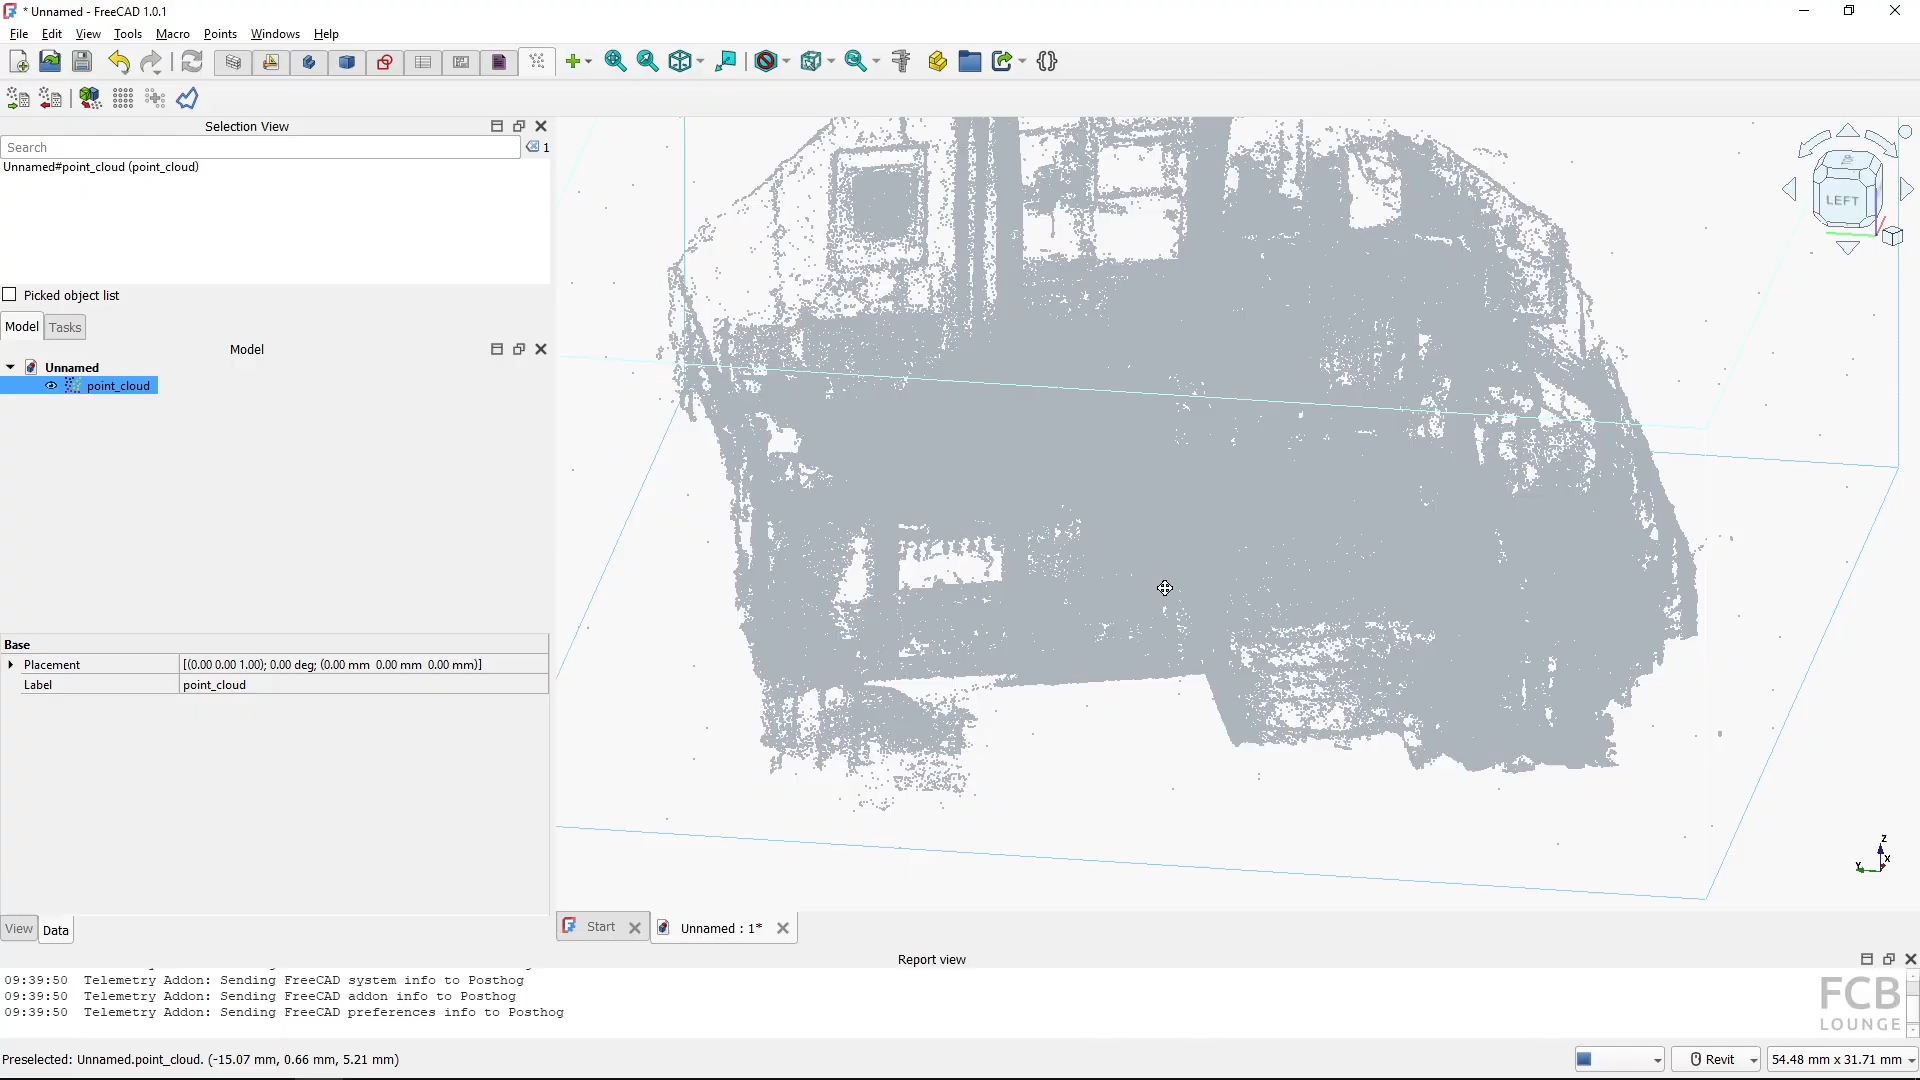 * Unnamed - FreeCAD 1.0.1
File Edit View Tools Macro Points Windows Help
Selection View
Search
1
Unnamed#point_cloud (point_cloud)
Picked object list
Model Tasks
Model
Unnamed
point_cloud
Base
Placement [(0.00 0.00 1.00); 0.00 deg; (0.00 mm 0.00 mm 0.00 mm)]
Label point_cloud
View Data
LEFT
Z
Y
X
Start
Unnamed : 1*
Report view
09:39:50 Telemetry Addon: Sending FreeCAD system info to Posthog
09:39:50 Telemetry Addon: Sending FreeCAD addon info to Posthog
09:39:50 Telemetry Addon: Sending FreeCAD preferences info to Posthog
FCB
LOUNGE
Preselected: Unnamed.point_cloud. (-15.07 mm, 0.66 mm, 5.21 mm)
Revit
54.48 mm x 31.71 mm